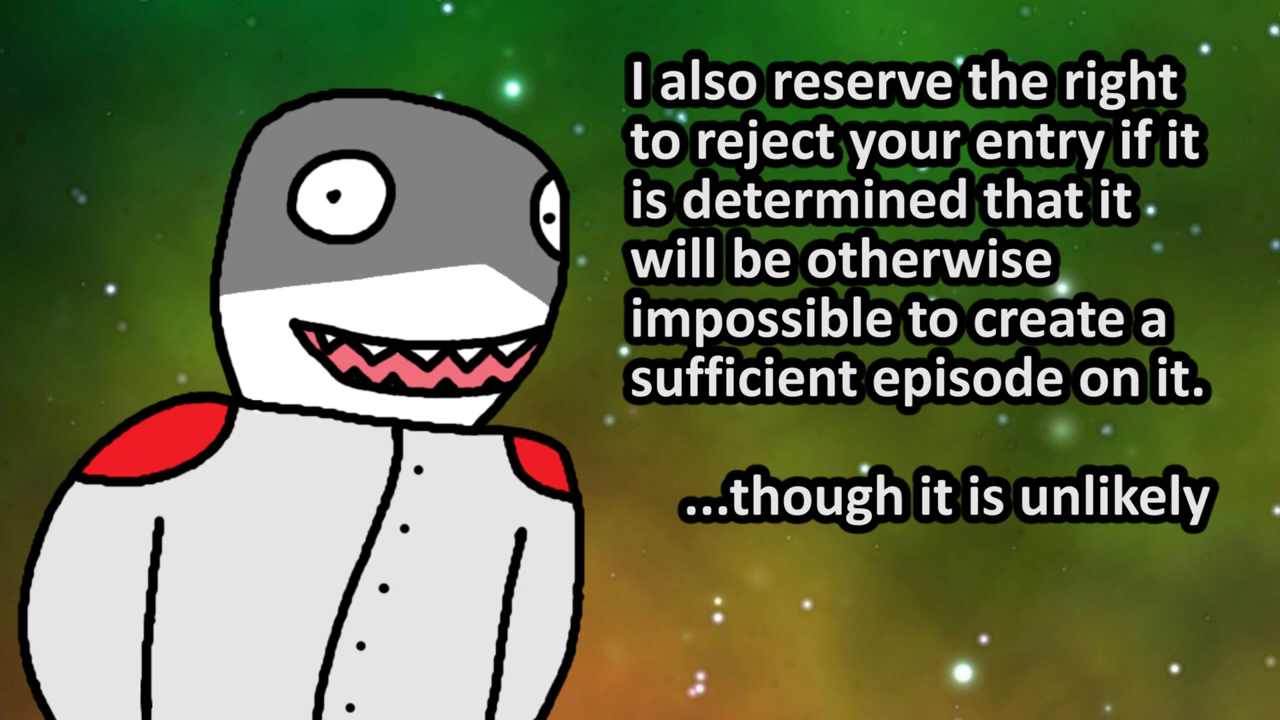 I also reserve the right
to reject your entry if it
is determined that it
will be otherwise
impossible to create a
sufficient episode on it.
...though it is unlikely